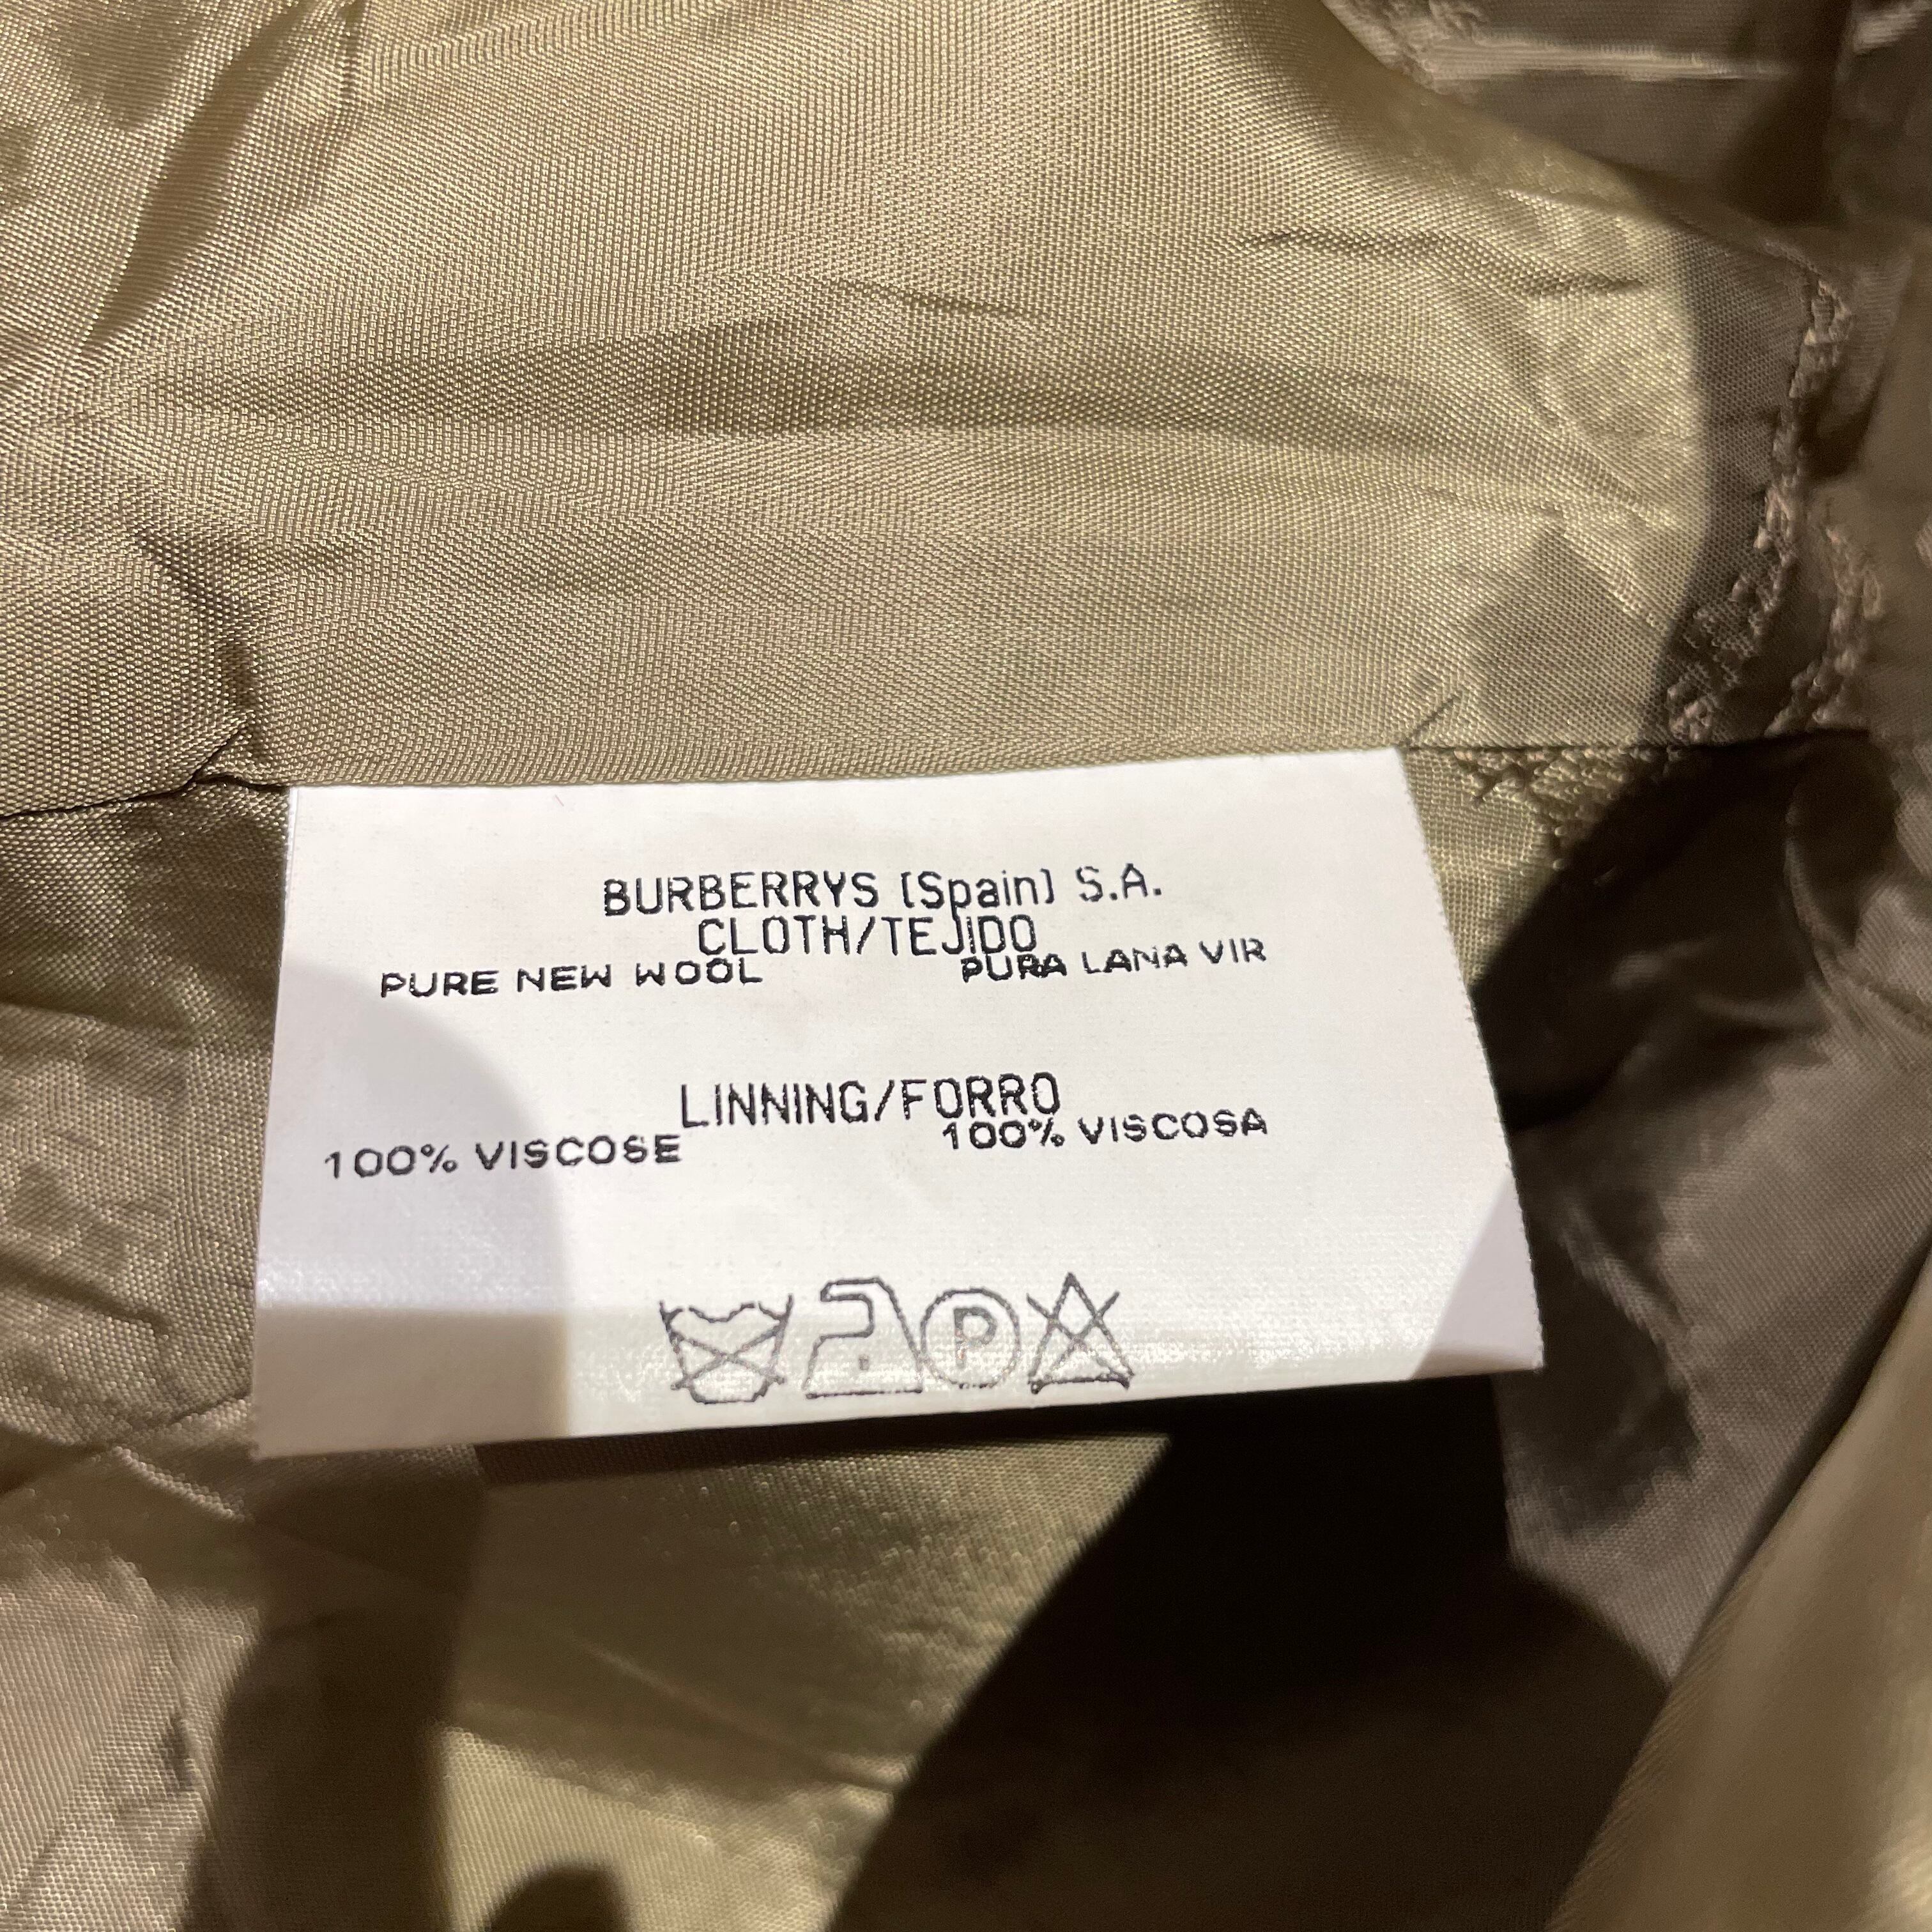 BURBERRYS (Spain) S.A.
CLOTH/TEJIDO
PURE NEW WOOL PURA LANA VIR
LINNING/FORRO
100% VISCOSE 100% VISCOSA
P